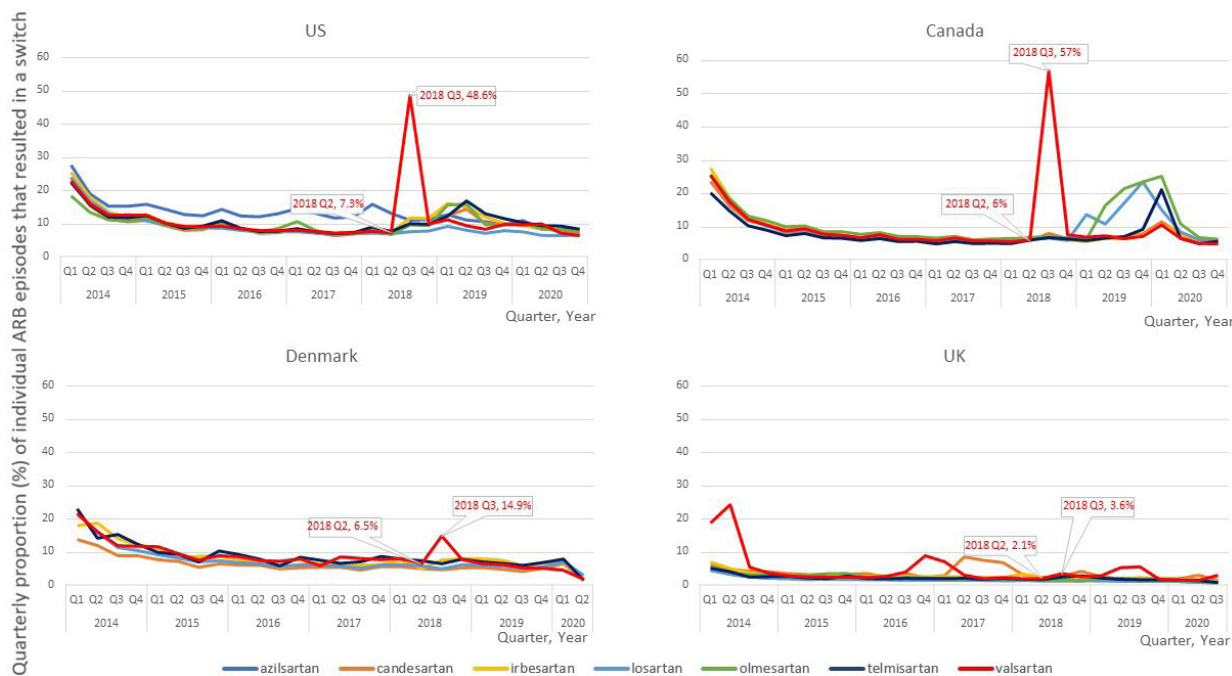 Quarterly proportion (%) of individual ARB episodes that resulted in a switch
US
60
50
40
30
20
10
0
2018 Q3, 48.6%
2018 Q2, 7.3%
Q1 Q2 Q3 Q4 Q1 Q2 Q3 Q4 Q1 Q2 Q3 Q4 Q1 Q2 Q3 Q4 Q1 Q2 Q3 Q4 Q1 Q2 Q3 Q4 Q1 Q2 Q3 Q4
2014 2015 2016 2017 2018 2019 2020
Quarter, Year
Canada
60
50
40
30
20
10
0
2018 Q3, 57%
2018 Q2, 6%
Q1 Q2 Q3 Q4 Q1 Q2 Q3 Q4 Q1 Q2 Q3 Q4 Q1 Q2 Q3 Q4 Q1 Q2 Q3 Q4 Q1 Q2 Q3 Q4 Q1 Q2 Q3 Q4
2014 2015 2016 2017 2018 2019 2020
Quarter, Year
Denmark
60
50
40
30
20
10
0
2018 Q3, 14.9%
2018 Q2, 6.5%
Q1 Q2 Q3 Q4 Q1 Q2 Q3 Q4 Q1 Q2 Q3 Q4 Q1 Q2 Q3 Q4 Q1 Q2 Q3 Q4 Q1 Q2 Q3 Q4 Q1 Q2
2014 2015 2016 2017 2018 2019 2020
Quarter, Year
UK
60
50
40
30
20
10
0
2018 Q3, 3.6%
2018 Q2, 2.1%
Q1 Q2 Q3 Q4 Q1 Q2 Q3 Q4 Q1 Q2 Q3 Q4 Q1 Q2 Q3 Q4 Q1 Q2 Q3 Q4 Q1 Q2 Q3 Q4 Q1 Q2 Q3
2014 2015 2016 2017 2018 2019 2020
Quarter, Year
azilsartan candesartan irbesartan losartan olmesartan telmisartan valsartan